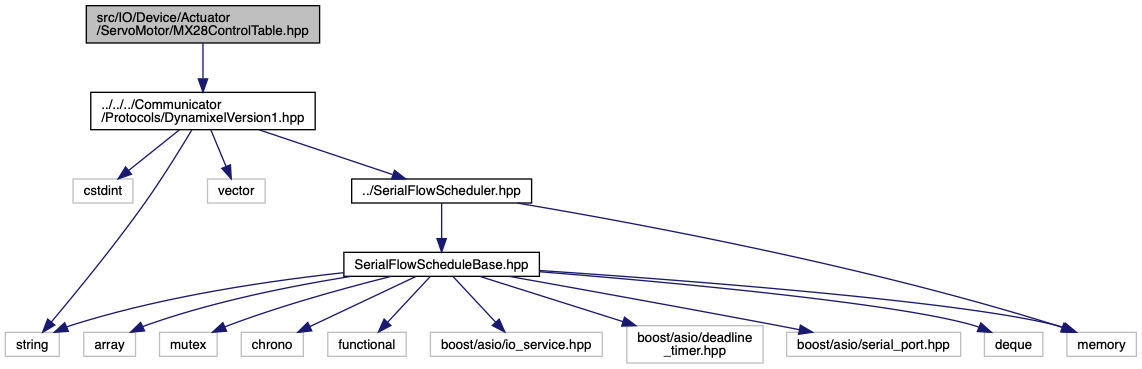 src/IO/Device/Actuator
/ServoMotor/MX28ControlTable.hpp
../../../Communicator
/Protocols/DynamixelVersion1.hpp
cstdint
vector
../SerialFlowScheduler.hpp
SerialFlowScheduleBase.hpp
string
array
mutex
chrono
functional
boost/asio/io_service.hpp
boost/asio/deadline
_timer.hpp
boost/asio/serial_port.hpp
deque
memory